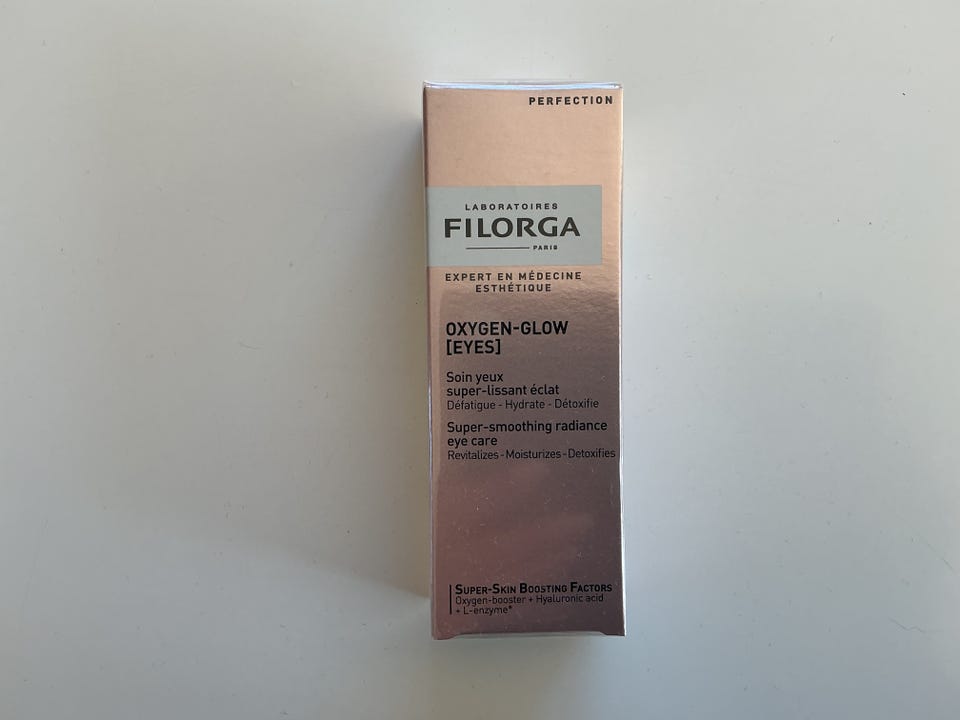 PERFECTION
LABORATOIRES
FILORGA
PARIS
EXPERT EN MÉDECINE
ESTHÉTIQUE
OXYGEN-GLOW
[EYES]
Soin yeux
super-lissant éclat
Défatigue - Hydrate - Détoxifie
Super-smoothing radiance
eye care
Revitalizes - Moisturizes - Detoxifies
SUPER-SKIN BOOSTING FACTORS
Oxygen-booster + Hyaluronic acid
+ L-enzyme*